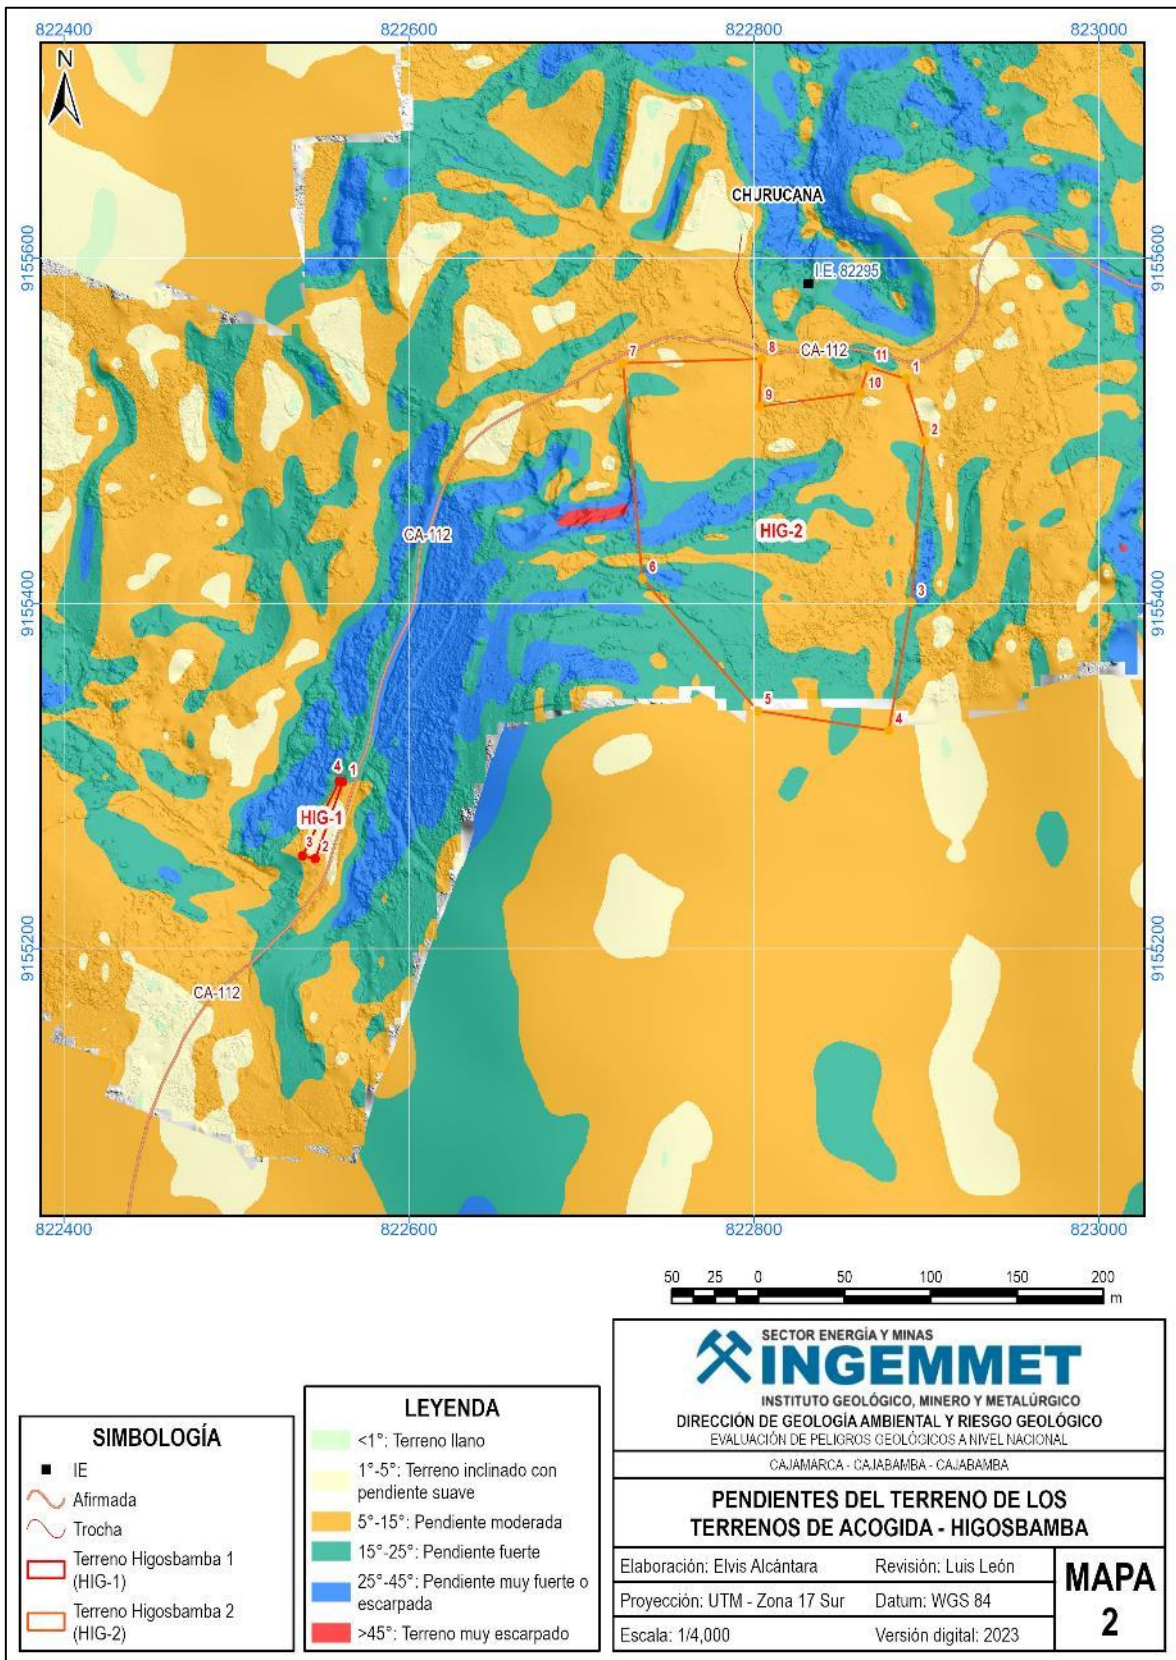 822400 822600 822800 823000
N
CHURUCANA
9155600 9155600
I.E. 82295
7 8 CA-112 11 1
10
9
2
CA-112
HIG-2
6
3
9155400 9155400
5
4
4 1
HIG-1
3 2
9155200 9155200
CA-112
822400 822600 822800 823000
50 25 0 50 100 150 200
m
SECTOR ENERGÍA Y MINAS
INGEMMET
INSTITUTO GEOLÓGICO, MINERO Y METALÚRGICO
DIRECCIÓN DE GEOLOGÍA AMBIENTAL Y RIESGO GEOLÓGICO
EVALUACIÓN DE PELIGROS GEOLÓGICOS A NIVEL NACIONAL
CAJAMARCA - CAJABAMBA - CAJABAMBA
PENDIENTES DEL TERRENO DE LOS
TERRENOS DE ACOGIDA - HIGOSBAMBA
Elaboración: Elvis Alcántara Revisión: Luis León
Proyección: UTM - Zona 17 Sur Datum: WGS 84
Escala: 1/4,000 Versión digital: 2023
MAPA
2
SIMBOLOGÍA
IE
Afirmada
Trocha
Terreno Higosbamba 1
(HIG-1)
Terreno Higosbamba 2
(HIG-2)
LEYENDA
<1°: Terreno llano
1°-5°: Terreno inclinado con
pendiente suave
5°-15°: Pendiente moderada
15°-25°: Pendiente fuerte
25°-45°: Pendiente muy fuerte o
escarpada
>45°: Terreno muy escarpado